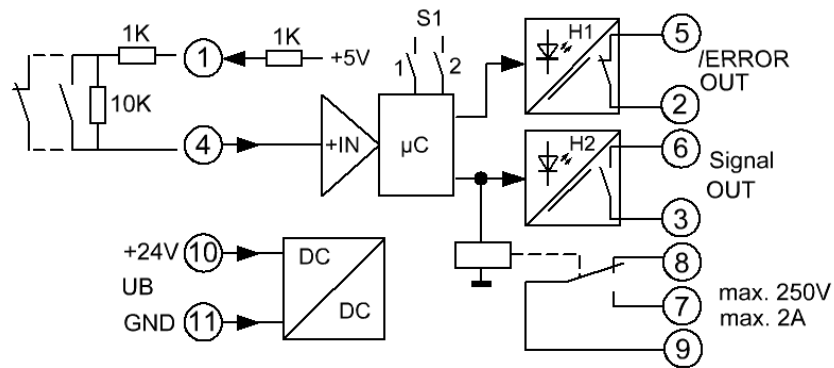 S1
1K
1
1K
+5V
1
2
H1
5
/ERROR
OUT
2
10K
4
+IN
µC
H2
6
Signal
OUT
3
+24V
10
UB
GND
11
DC
DC
8
7
max. 250V
max. 2A
9